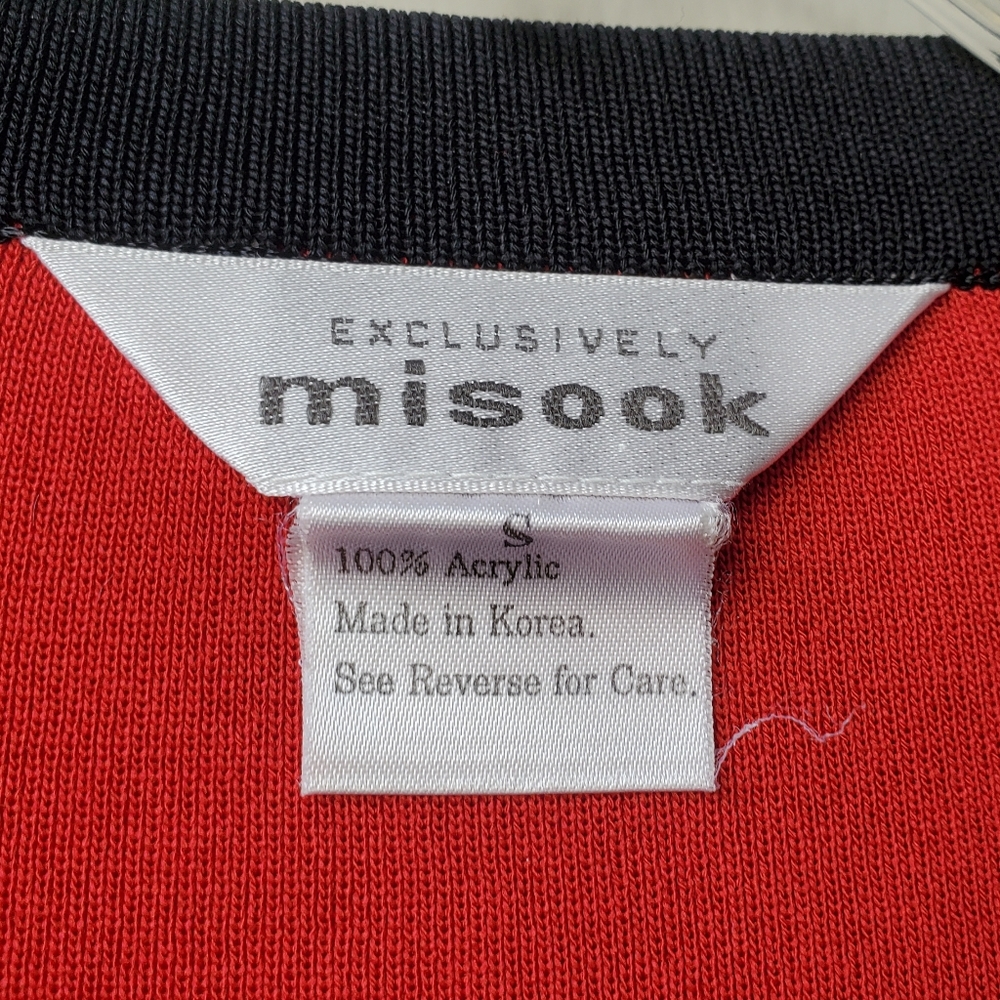 EXCLUSIVELY
misook
S
100% Acrylic
Made in Korea.
See Reverse for Care.